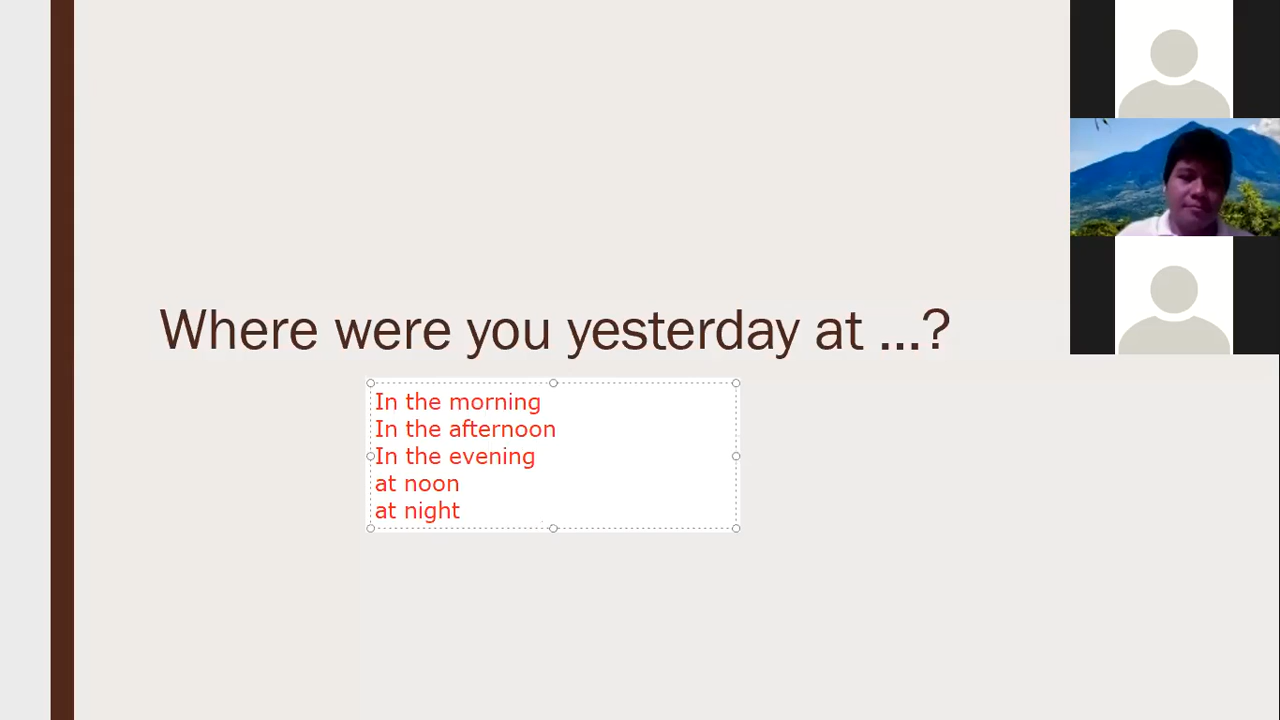 Where were you yesterday at ...?
In the morning
In the afternoon
In the evening
at noon
at night